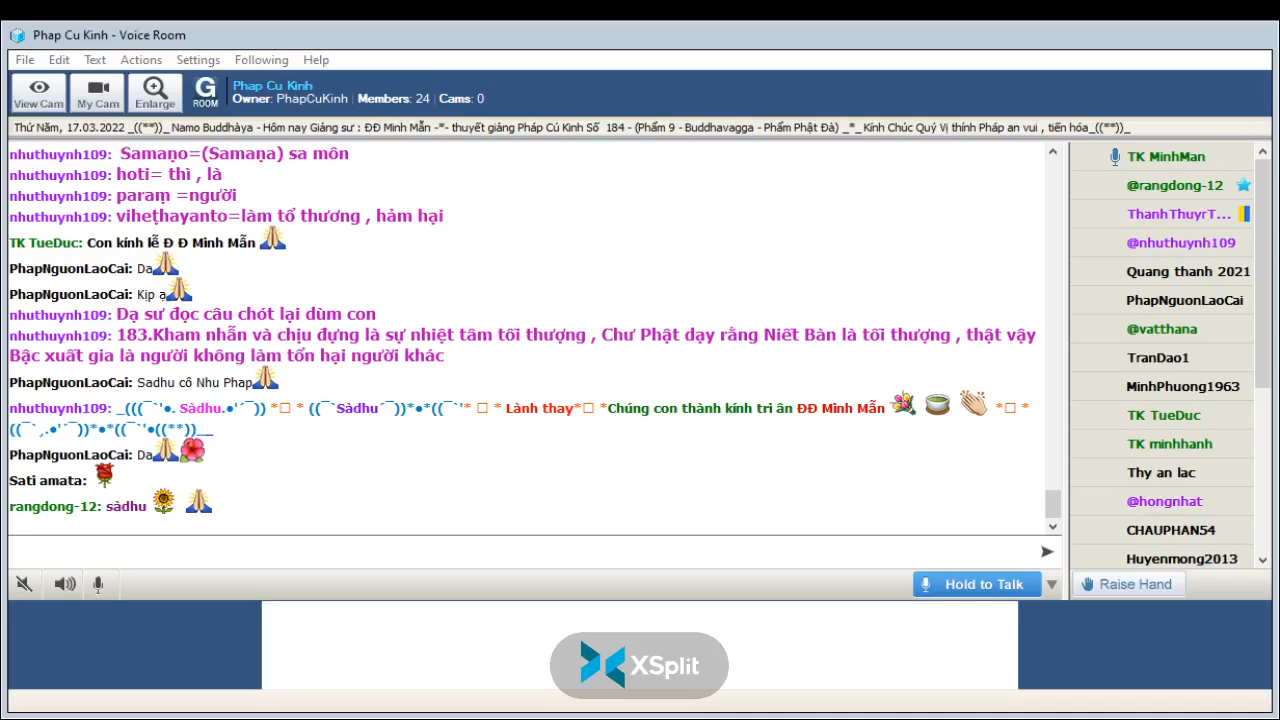 Phap Cu Kinh - Voice Room
File Edit Text Actions Settings Following Help
View Cam My Cam Enlarge G ROOM
Phap Cu Kinh
Owner: PhapCuKinh Members: 24 Cams: 0
Thứ Năm, 17.03.2022 _((**))_ Namo Buddhàya - Hôm nay Giảng sư : ĐĐ Minh Mẫn -*- thuyết giảng Pháp Cú Kinh Số 184 - (Phẩm 9 - Buddhavagga - Phẩm Phật Đà) _*_ Kính Chúc Quý Vị thính Pháp an vui , tiến hóa_((**))_
nhuthuynh109: Samaṇo=(Samaṇa) sa môn
nhuthuynh109: hoti= thì , là
nhuthuynh109: paraṃ =người
nhuthuynh109: viheṭhayanto=làm tổ thương , hảm hại
TK TueDuc: Con kính lễ Đ Đ Minh Mẫn
PhapNguonLaoCai: Da
PhapNguonLaoCai: Kịp ạ
nhuthuynh109: Dạ sư đọc câu chót lại dùm con
nhuthuynh109: 183.Kham nhẫn và chịu đựng là sự nhiệt tâm tối thượng , Chư Phật dạy rằng Niết Bàn là tối thượng , thật vậy
Bậc xuất gia là người không làm tổn hại người khác
PhapNguonLaoCai: Sadhu cô Nhu Phap
nhuthuynh109: _(((¯`'●. Sàdhu.●'´¯)) *□ * ((¯`Sàdhu´¯))*●*((¯`'* □ * Lành thay*□ *Chúng con thành kính tri ân ĐĐ Minh Mẫn *□ *
((¯`¸.●'´¯))*●*((¯`'●((**))__
PhapNguonLaoCai: Da
Sati amata:
rangdong-12: sàdhu
Hold to Talk
TK MinhMan
@rangdong-12
ThanhThuyrT...
@nhuthuynh109
Quang thanh 2021
PhapNguonLaoCai
@vatthana
TranDao1
MinhPhuong1963
TK TueDuc
TK minhhanh
Thy an lac
@hongnhat
CHAUPHAN54
Huyenmong2013
Raise Hand
XSplit